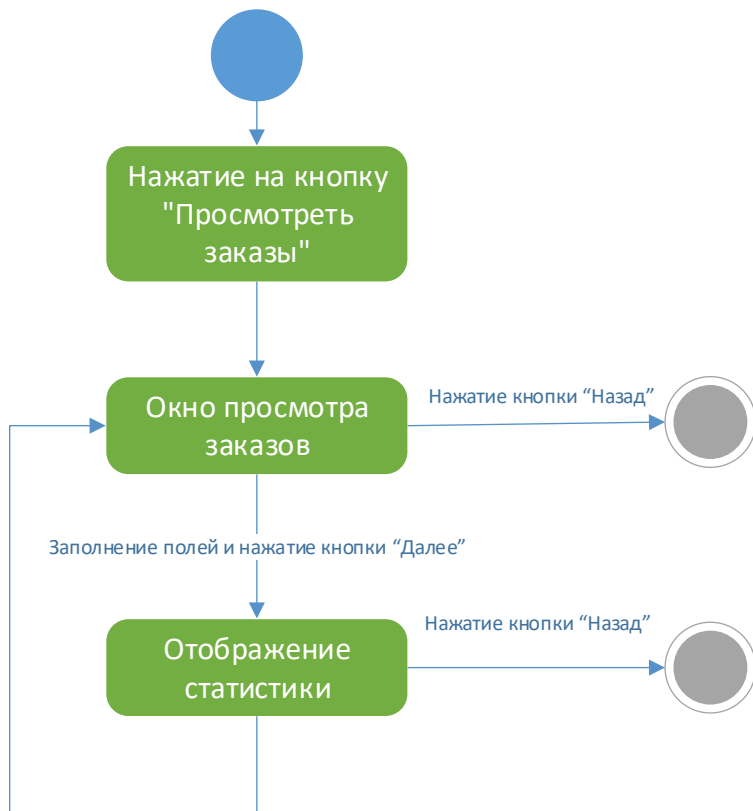 Нажатие на кнопку
"Просмотреть
заказы"
Окно просмотра
заказов
Нажатие кнопки “Назад”
Заполнение полей и нажатие кнопки “Далее”
Отображение
статистики
Нажатие кнопки “Назад”